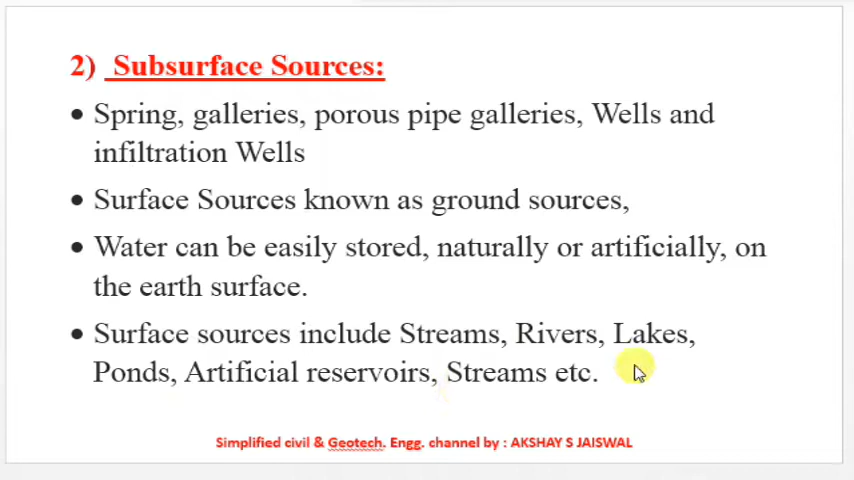 2) Subsurface Sources:
• Spring, galleries, porous pipe galleries, Wells and
infiltration Wells
• Surface Sources known as ground sources,
• Water can be easily stored, naturally or artificially, on
the earth surface.
• Surface sources include Streams, Rivers, Lakes,
Ponds, Artificial reservoirs, Streams etc.
Simplified civil & Geotech. Engg. channel by : AKSHAY S JAISWAL